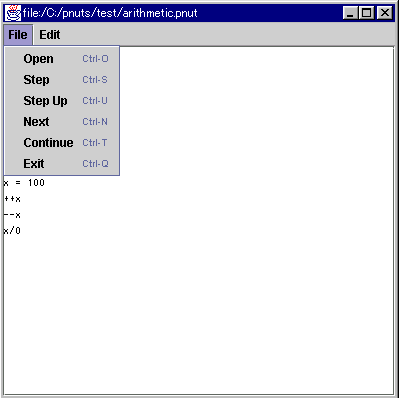 file:/C:/pnuts/test/arithmetic.pnut
File Edit
Open Ctrl-O
Step Ctrl-S
Step Up Ctrl-U
Next Ctrl-N
Continue Ctrl-T
Exit Ctrl-Q
x = 100
++x
--x
x/0